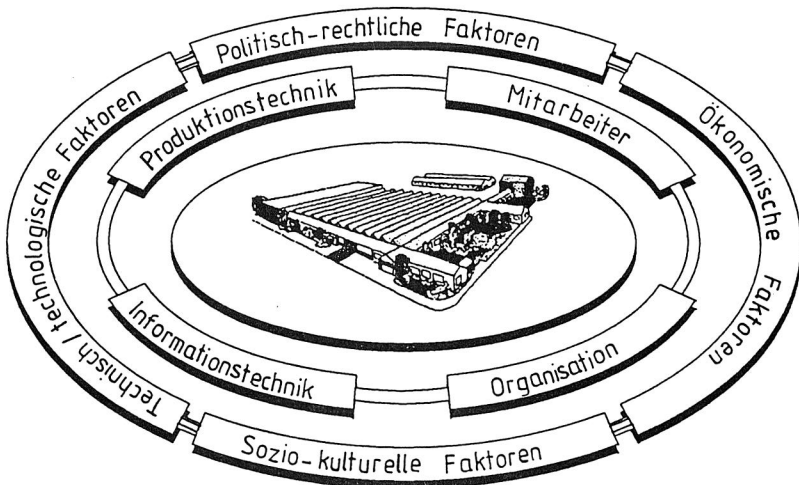 Politisch-rechtliche Faktoren
Produktionstechnik
Mitarbeiter
Technisch/technologische Faktoren
Ökonomische Faktoren
Informationstechnik
Organisation
Sozio-kulturelle Faktoren